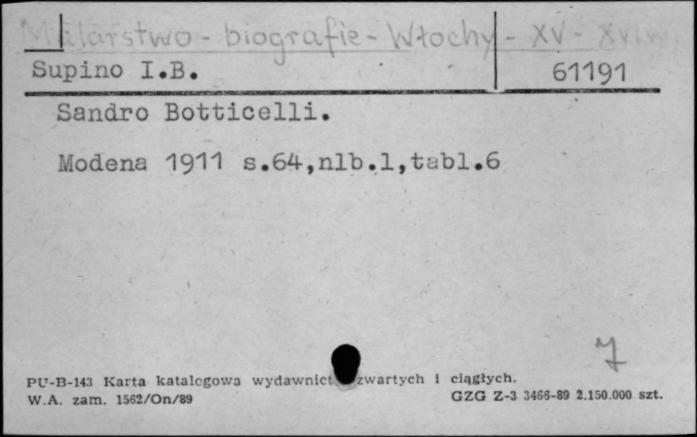 Malarstwo - biografie - Włochy - XV - XVI w.
Supino I.B.
61191
Sandro Botticelli.
Modena 1911 s.64,nlb.1,tabl.6
7
PU-B-143 Karta katalogowa wydawnict zwartych i ciągłych.
W.A. zam. 1562/On/89
GZG Z-3 3466-89 2.150.000 szt.